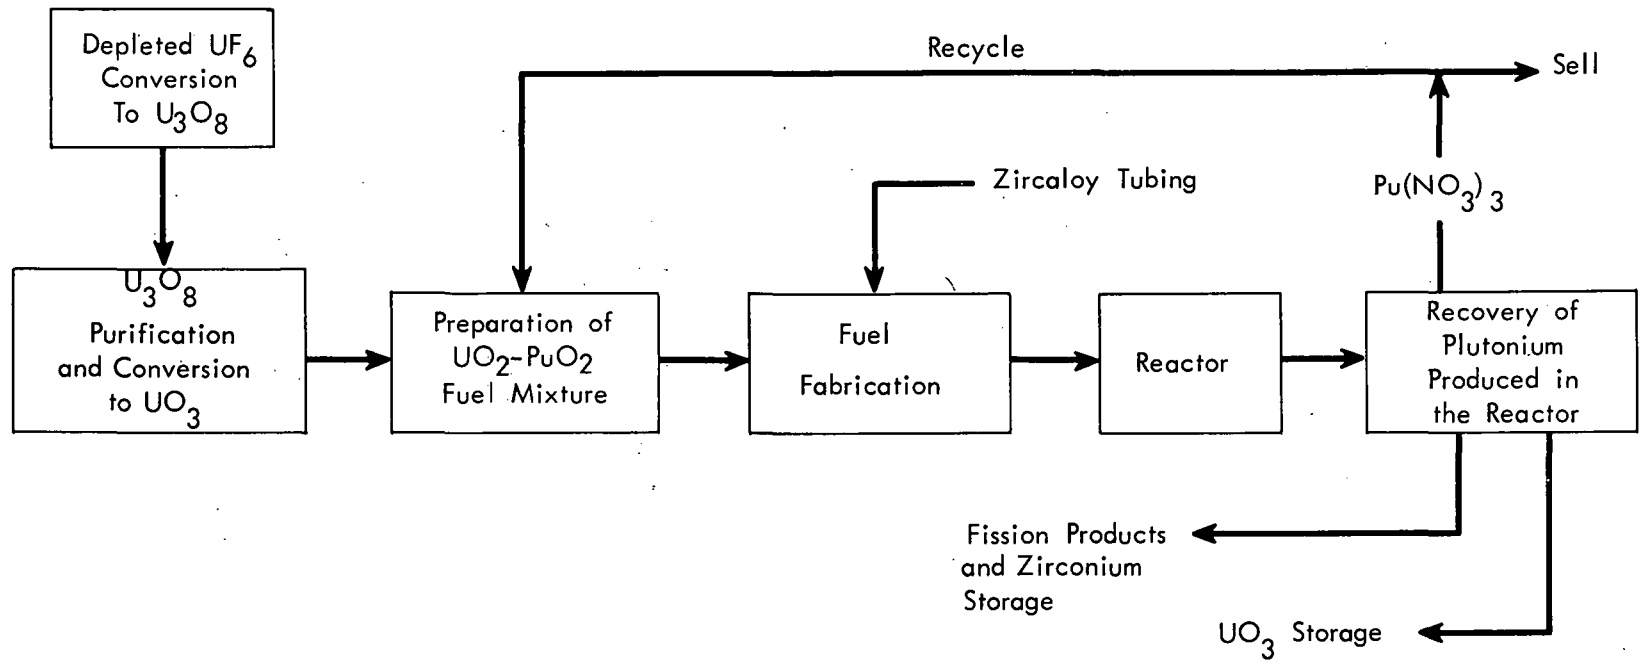 Depleted UF6
Conversion
To U3O8
Recycle
Sell
Zircaloy Tubing
Pu(NO3)3
U3O8
Purification
and Conversion
to UO3
Preparation of
UO2-PuO2
Fuel Mixture
Fuel
Fabrication
Reactor
Recovery of
Plutonium
Produced in
the Reactor
Fission Products
and Zirconium
Storage
UO3 Storage